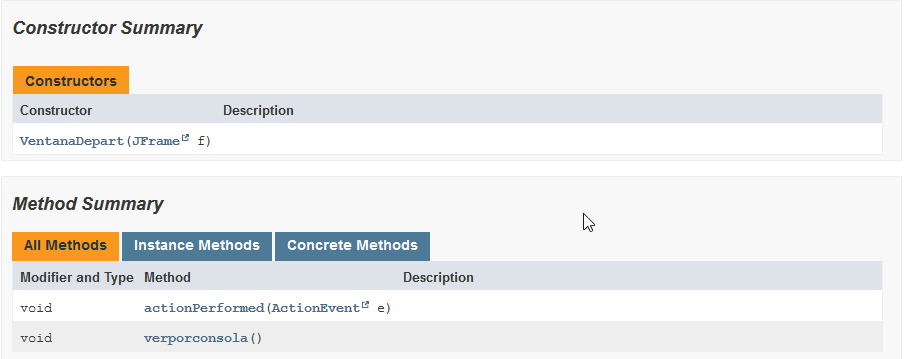 Constructor Summary
Constructors
Constructor Description
VentanaDepart(JFrame f)
Method Summary
All Methods Instance Methods Concrete Methods
Modifier and Type Method Description
void actionPerformed(ActionEvent e)
void verporconsola()